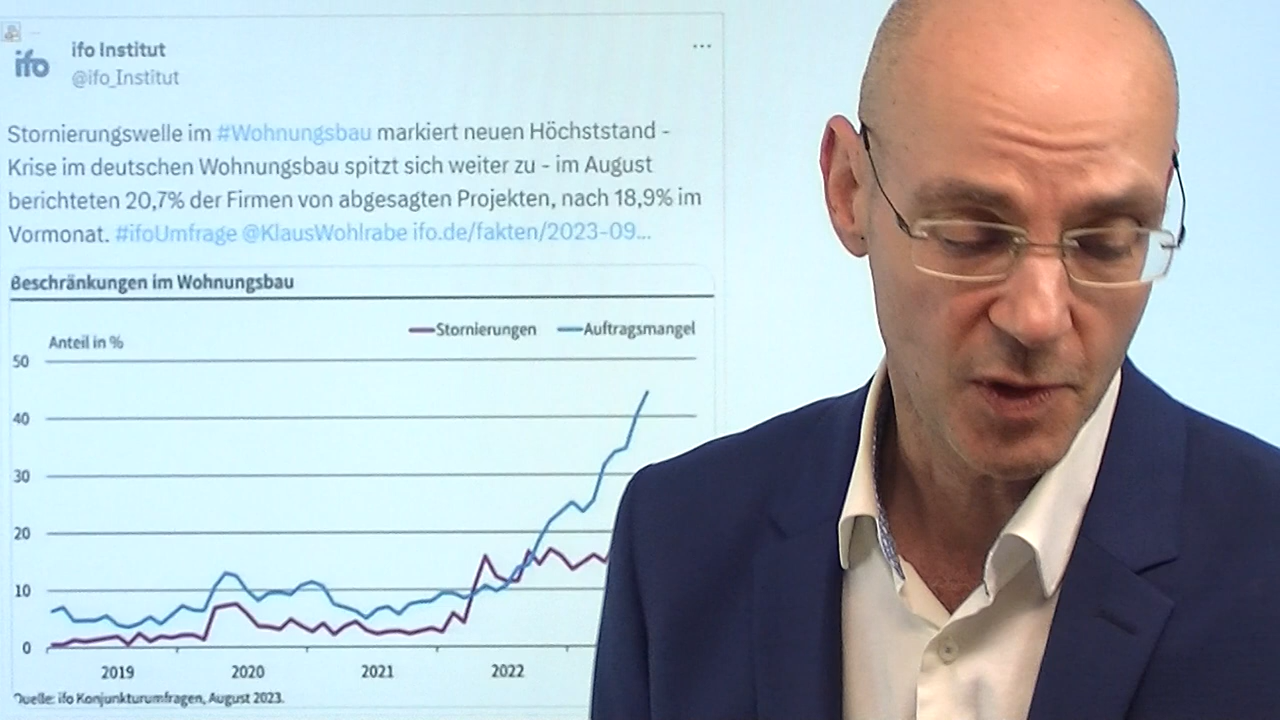 ifo
ifo Institut
@ifo_Institut
Stornierungswelle im #Wohnungsbau markiert neuen Höchststand -
Krise im deutschen Wohnungsbau spitzt sich weiter zu - im August
berichteten 20,7% der Firmen von abgesagten Projekten, nach 18,9% im
Vormonat. #ifoUmfrage @KlausWohlrabe ifo.de/fakten/2023-09...
Beschränkungen im Wohnungsbau
Stornierungen Auftragsmangel
Anteil in %
50
40
30
20
10
0
2019 2020 2021 2022
Quelle: ifo Konjunkturumfragen, August 2023.